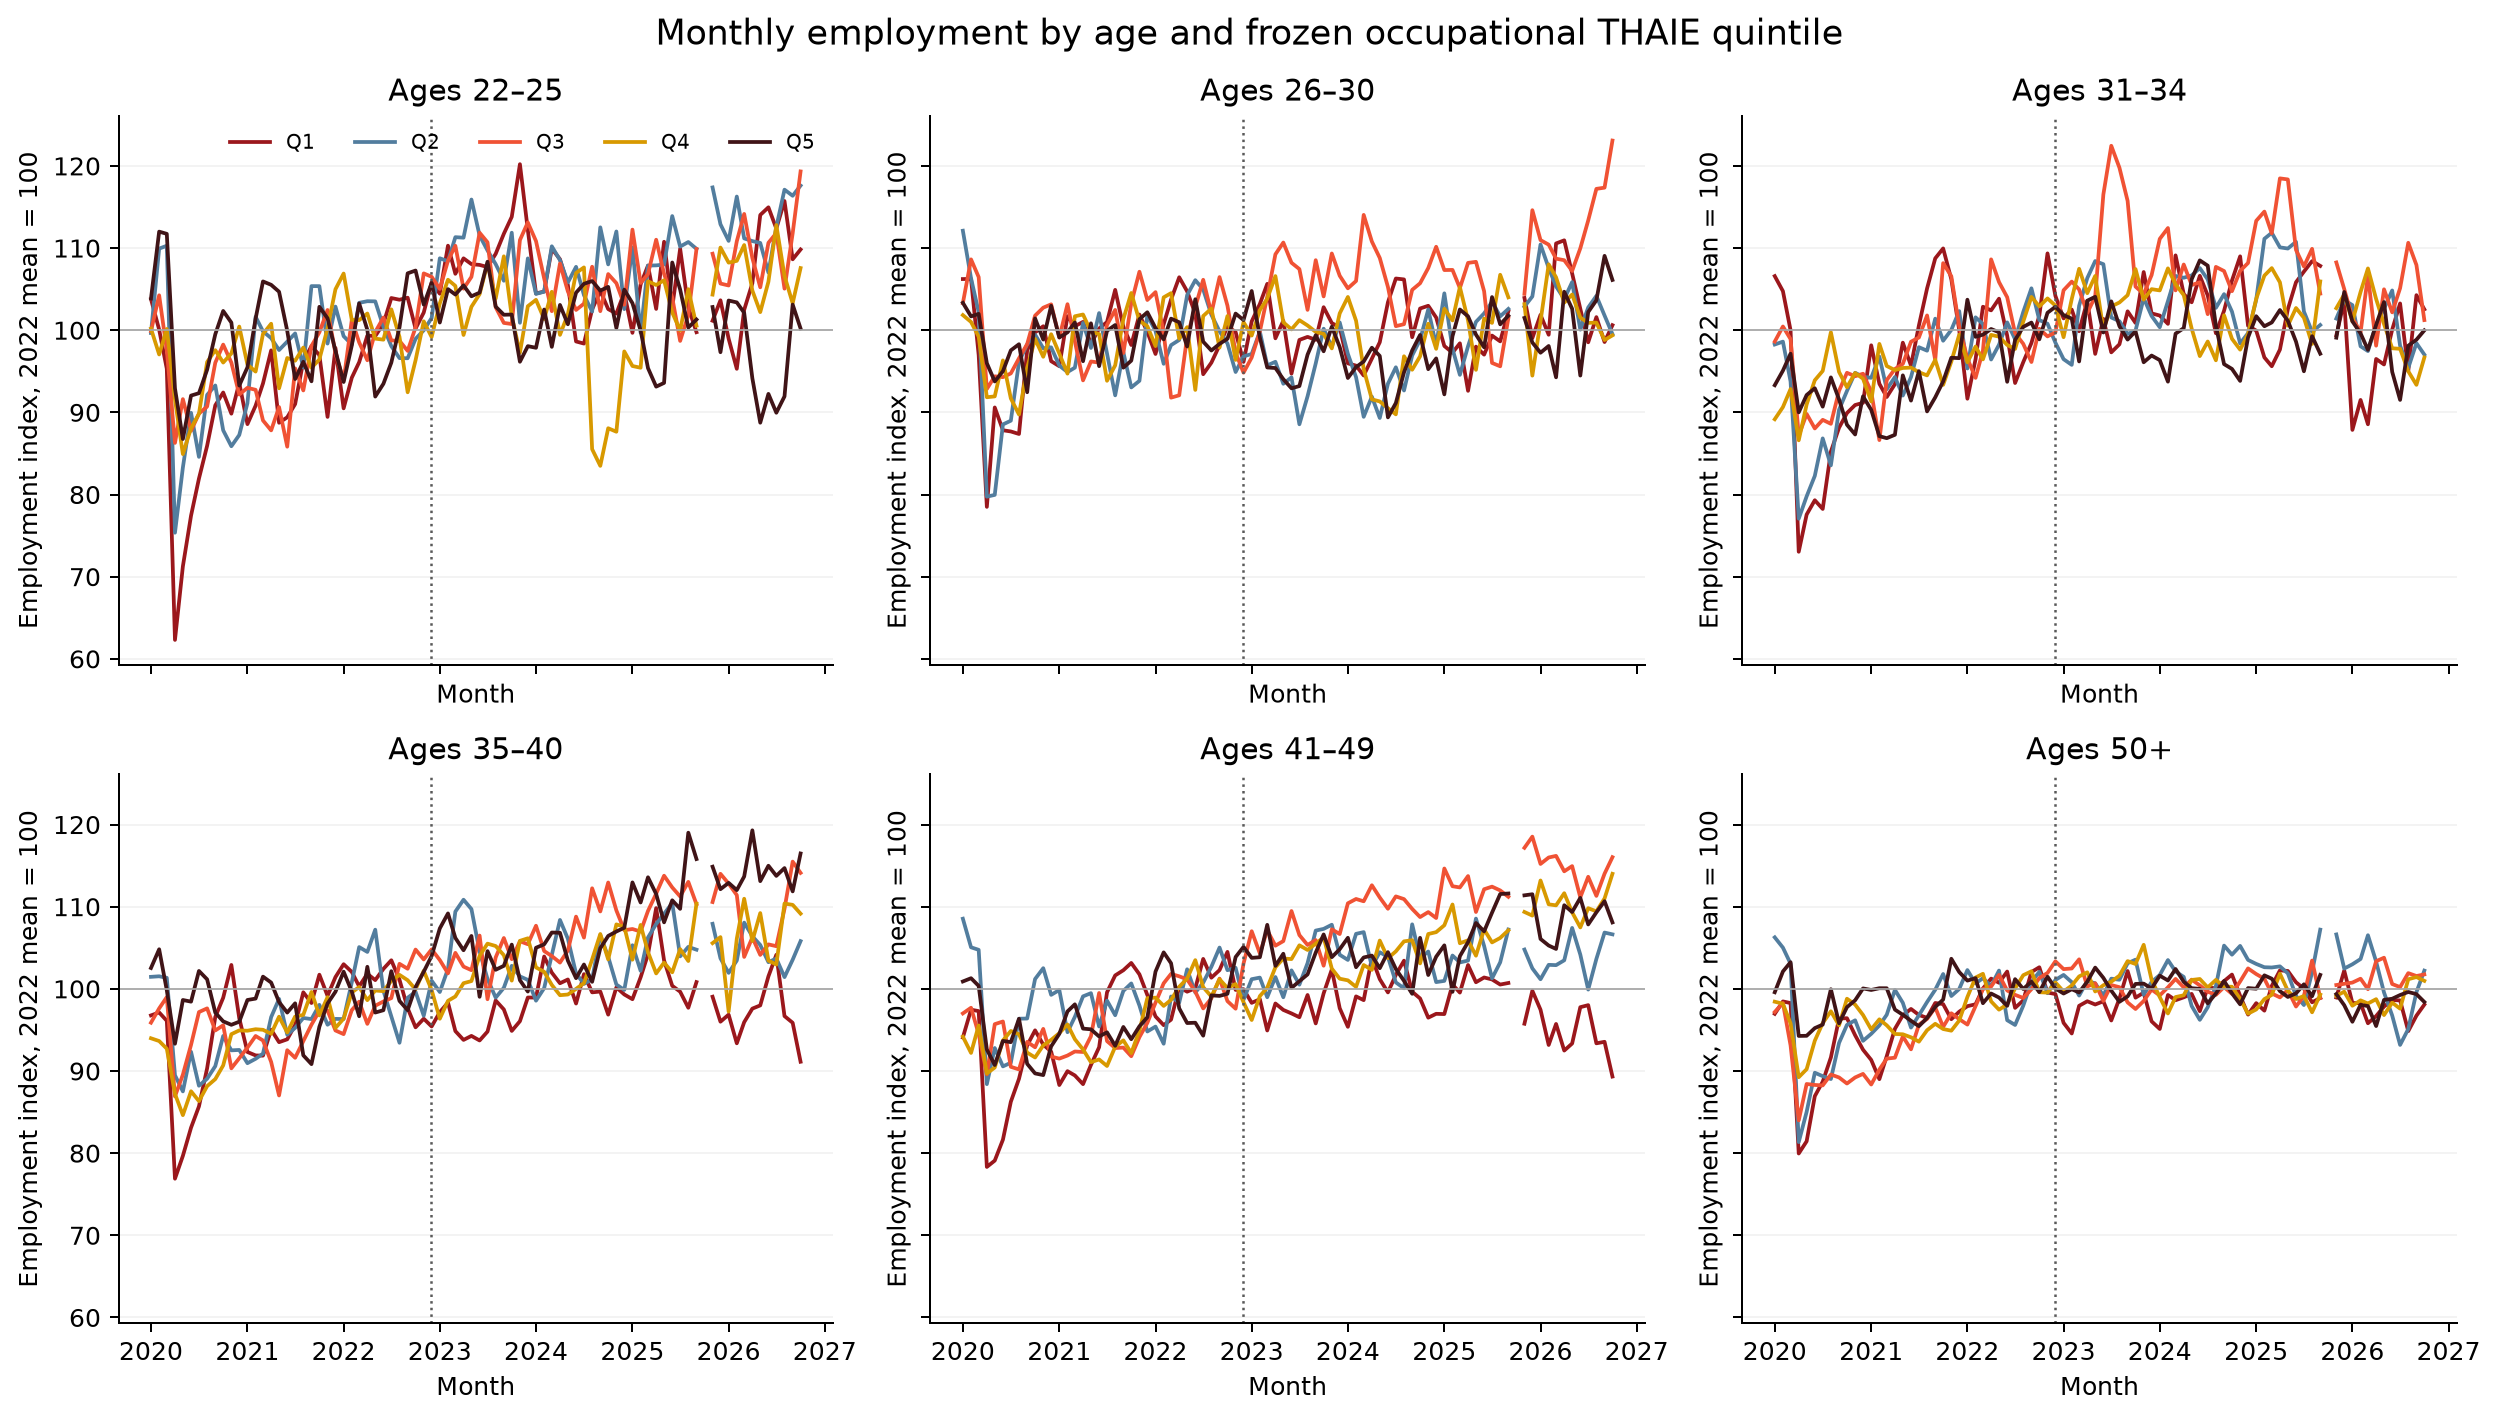 Monthly employment by age and frozen occupational THAIE quintile
Ages 22–25
Ages 26–30
Ages 31–34
Q1 Q2 Q3 Q4 Q5
Employment index, 2022 mean = 100
120
110
100
90
80
70
60
Month
Employment index, 2022 mean = 100
Month
Employment index, 2022 mean = 100
Month
Ages 35–40
Ages 41–49
Ages 50+
Employment index, 2022 mean = 100
120
110
100
90
80
70
60
2020 2021 2022 2023 2024 2025 2026 2027
Month
Employment index, 2022 mean = 100
2020 2021 2022 2023 2024 2025 2026 2027
Month
Employment index, 2022 mean = 100
2020 2021 2022 2023 2024 2025 2026 2027
Month